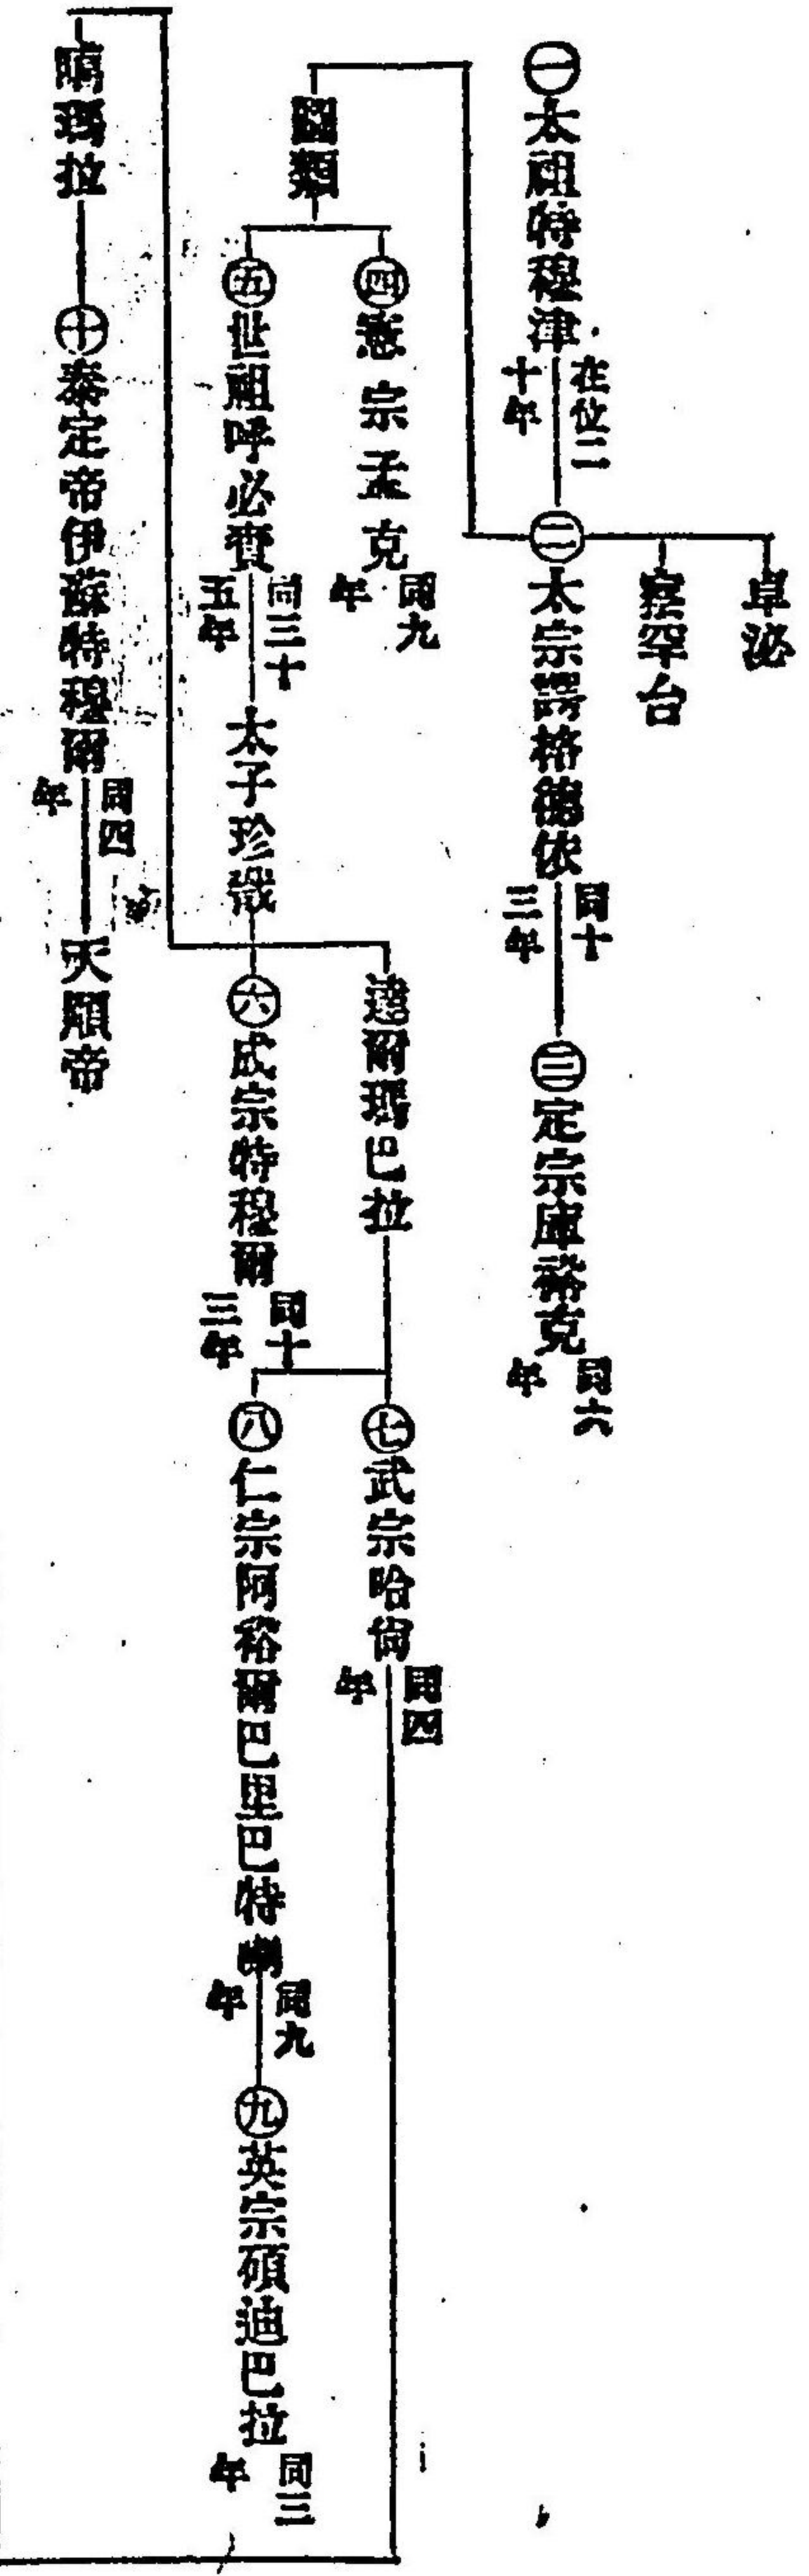 ㊀太祖特穆津
在位二
十年
卓泌
察罕台
㊁太宗諤格德依
同十
三年
㊂定宗庫裕克
同六
年
圖類
㊃憲宗孟克
同九
年
㊄世祖呼必賚
同三十
五年
太子珍戩
達爾瑪巴拉
㊅成宗特穆爾
同十
三年
㊆武宗哈尙
同四
年
㊇仁宗阿裕爾巴里巴特喇
同九
年
㊈英宗碩迪巴拉
同三
年
瑪拉
㊉泰定帝伊蘇特穆爾
同四
年
天順帝